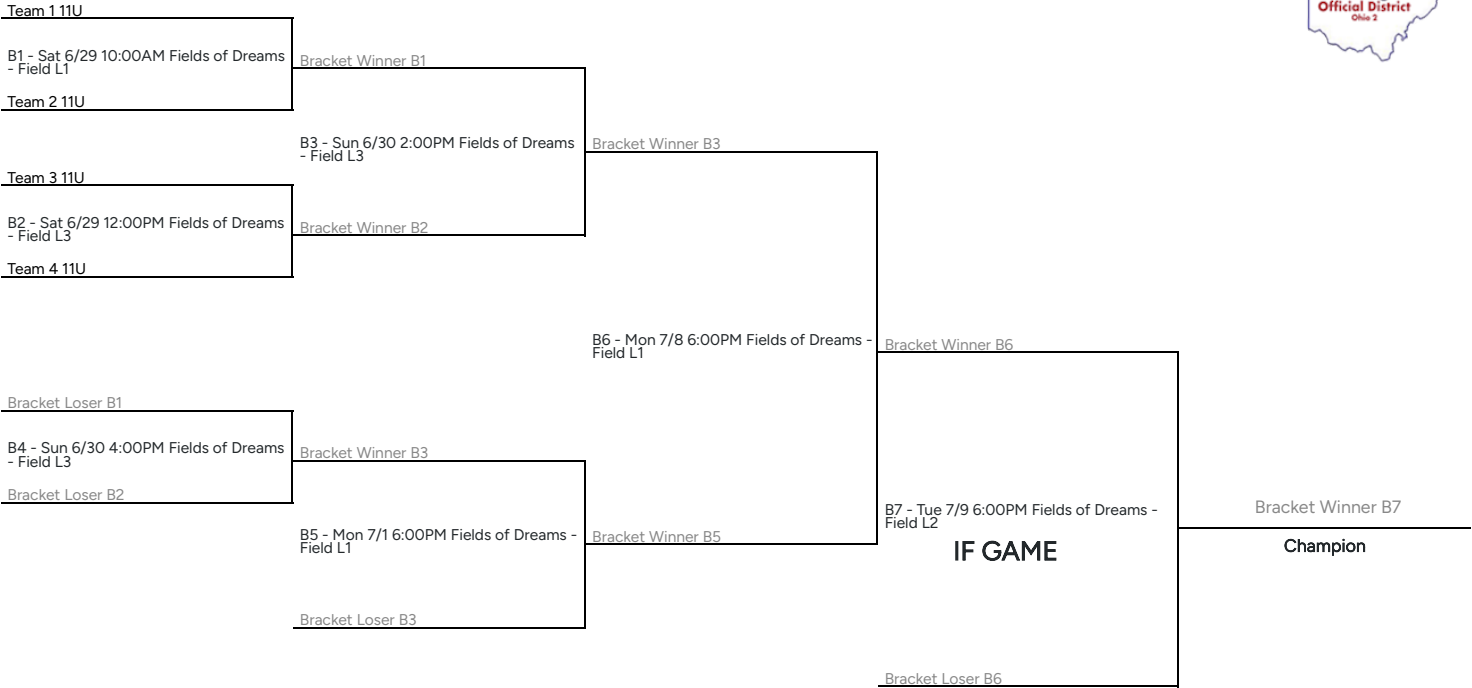 Official District
Ohio 2
Team 1 11U
B1 - Sat 6/29 10:00AM Fields of Dreams
- Field L1
Bracket Winner B1
Team 2 11U
B3 - Sun 6/30 2:00PM Fields of Dreams
- Field L3
Bracket Winner B3
Team 3 11U
B2 - Sat 6/29 12:00PM Fields of Dreams
- Field L3
Bracket Winner B2
Team 4 11U
B6 - Mon 7/8 6:00PM Fields of Dreams -
Field L1
Bracket Winner B6
Bracket Loser B1
B4 - Sun 6/30 4:00PM Fields of Dreams
- Field L3
Bracket Winner B3
Bracket Loser B2
B5 - Mon 7/1 6:00PM Fields of Dreams -
Field L1
Bracket Winner B5
B7 - Tue 7/9 6:00PM Fields of Dreams -
Field L2
IF GAME
Bracket Winner B7
Champion
Bracket Loser B3
Bracket Loser B6